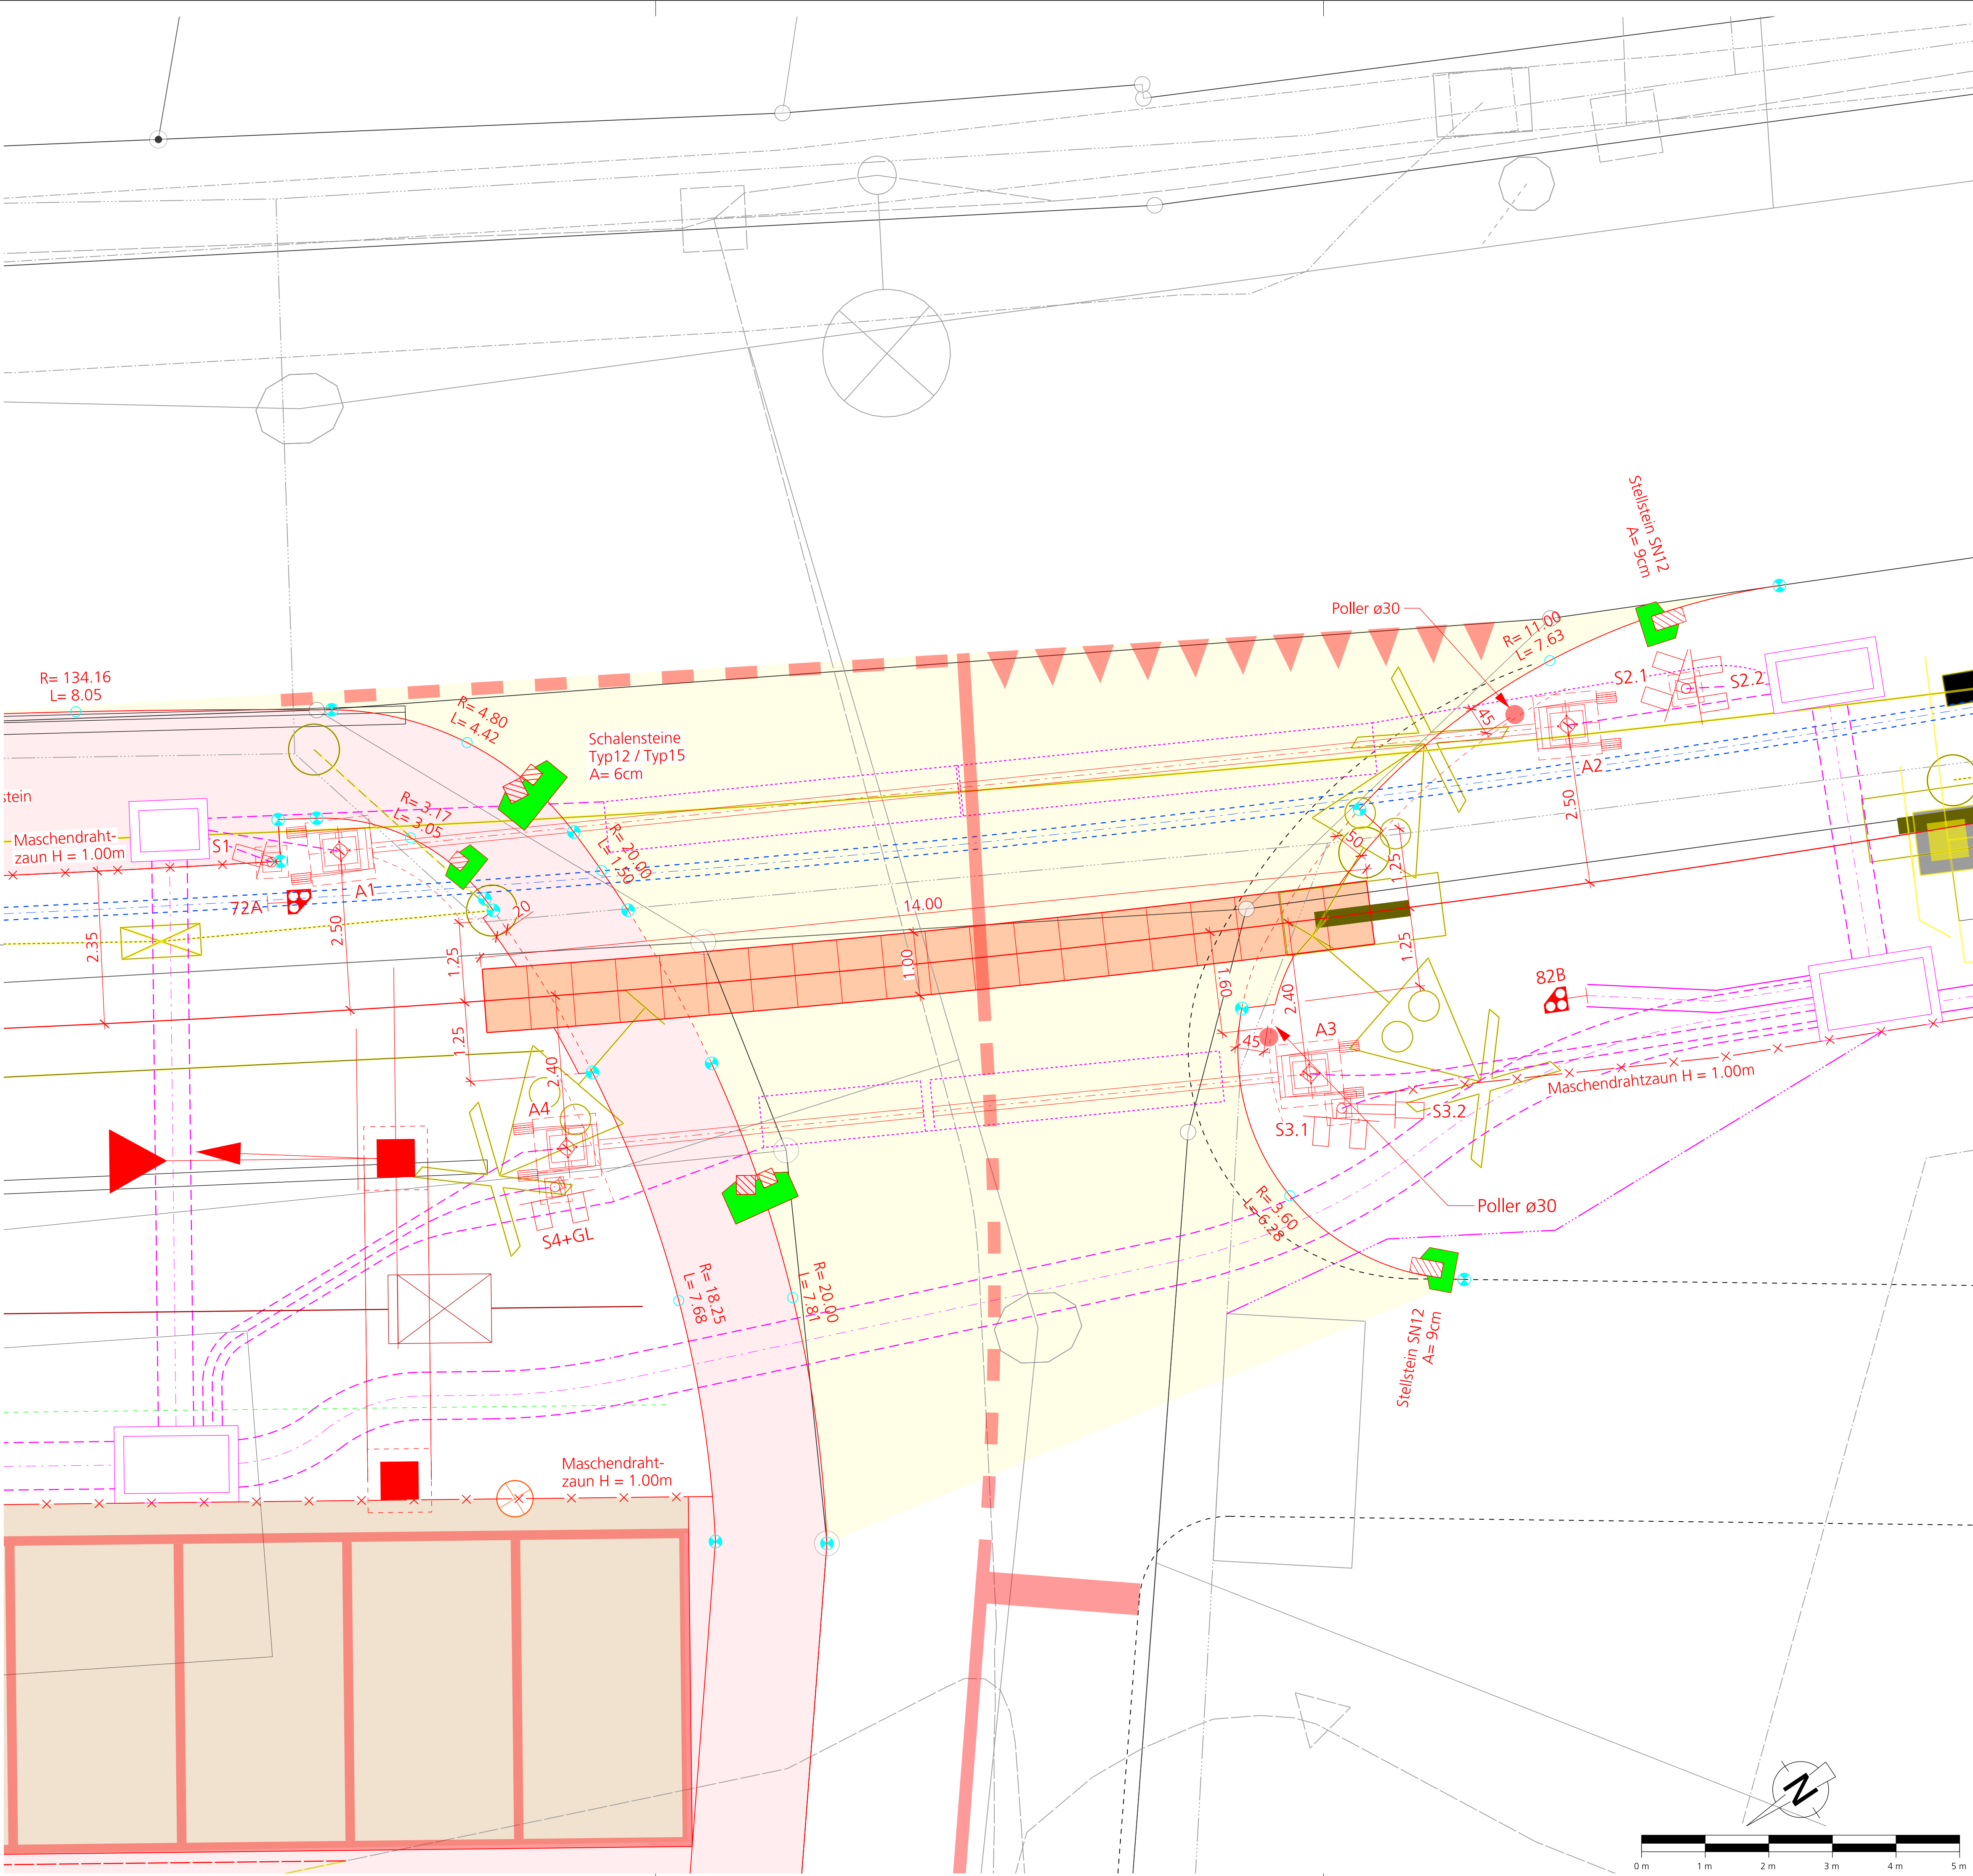 Stellstein SN12
A= 9cm
Poller ø30
R= 11.00
L= 7.63
R= 134.16
L= 8.05
S2.1
S2.2
R= 4.80
L= 4.42
45
Schalensteine
Typ12 / Typ15
A= 6cm
A2
stein
R= 3.17
L= 3.05
2.50
Maschendraht-
zaun H = 1.00m
S1
R= 20.00
L= 1.50
50
1.25
A1
72A
20
14.00
2.35
2.50
1.25
1.00
1.25
1.90
2.40
82B
1.25
2.40
45
A3
Maschendrahtzaun H = 1.00m
A4
S3.1
S3.2
S4+GL
R= 3.60
L= 6.28
Poller ø30
R= 18.25
L= 7.68
R= 20.00
L= 7.81
Stellstein SN12
A= 9cm
Maschendraht-
zaun H = 1.00m
N
0 m 1 m 2 m 3 m 4 m 5 m